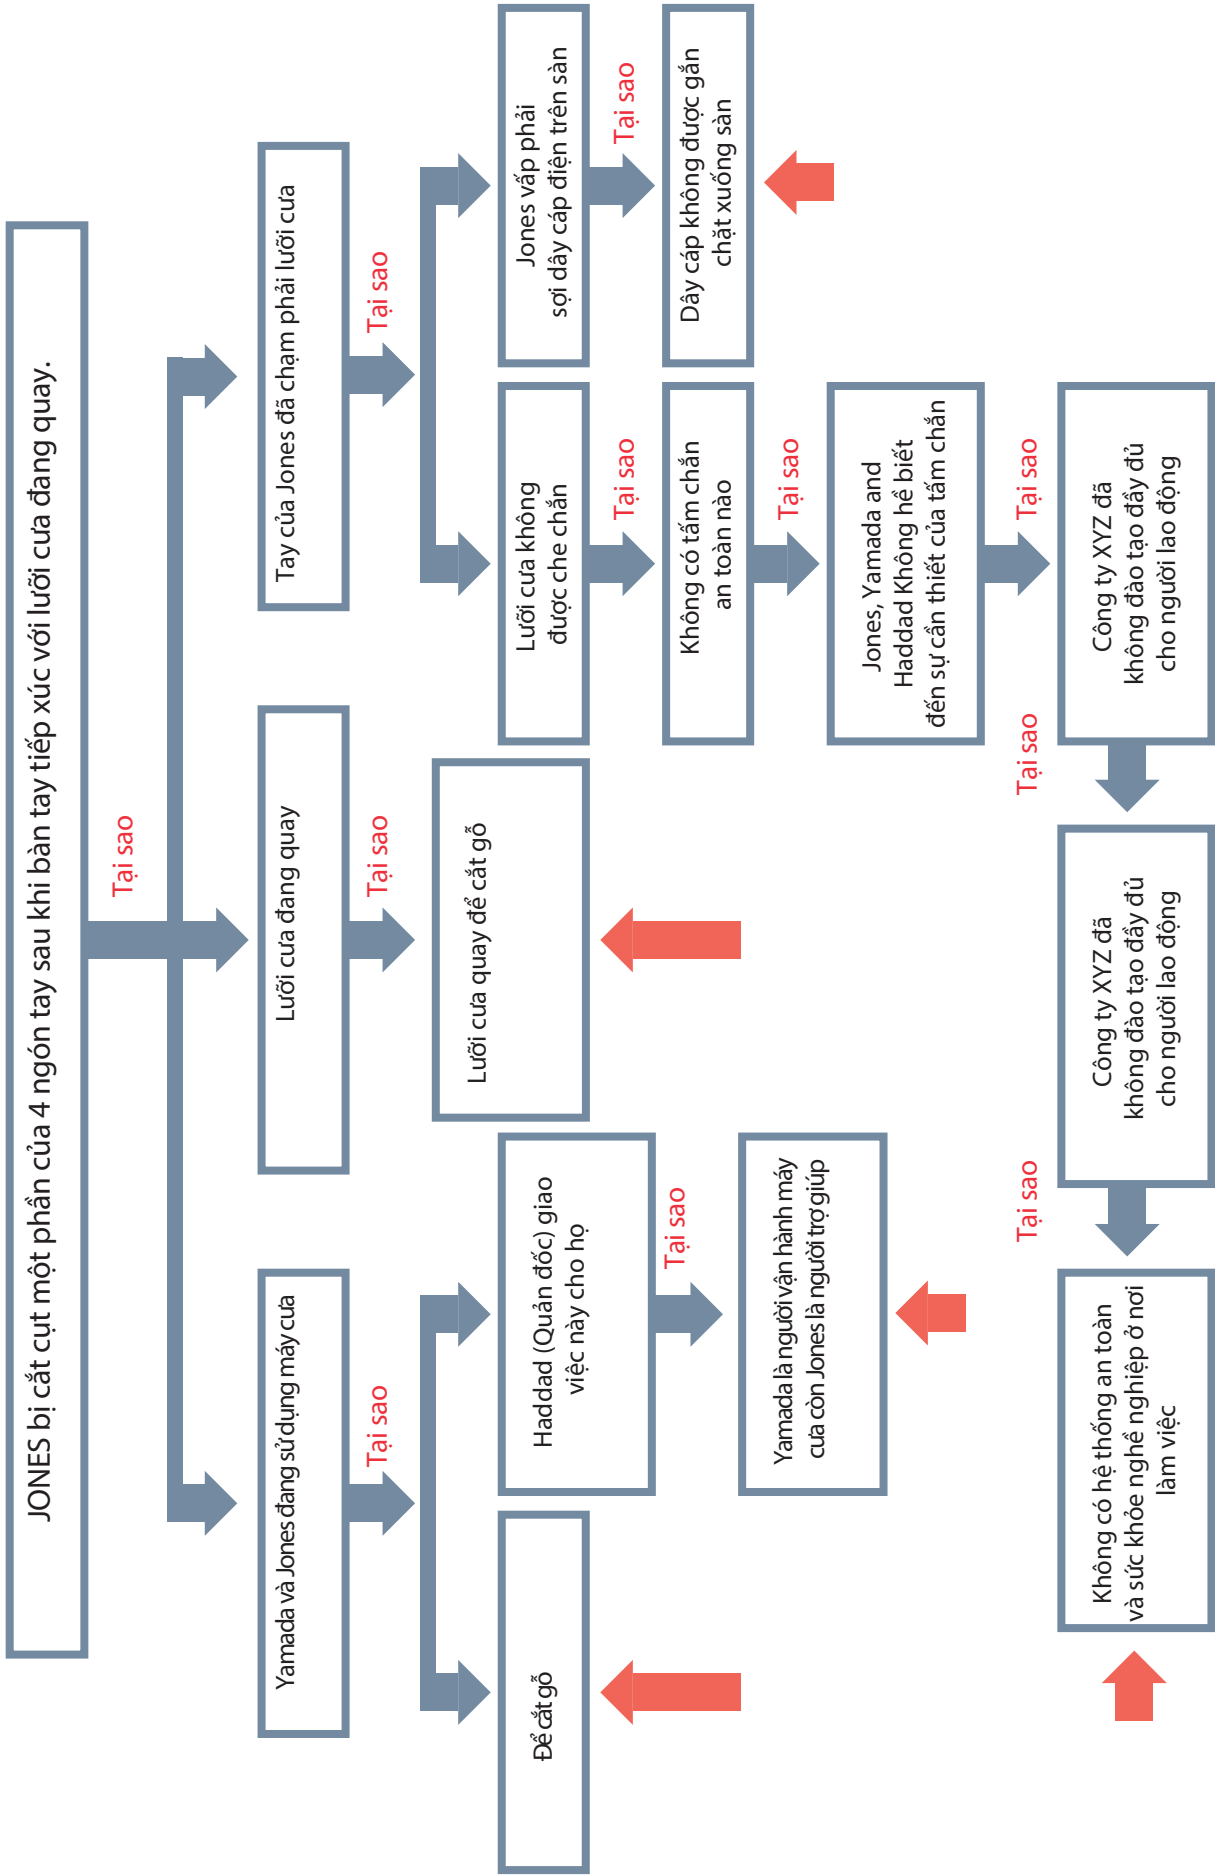 JONES bị cắt cụt một phần của 4 ngón tay sau khi bàn tay tiếp xúc với lưỡi cưa đang quay.
Tại sao
Yamada và Jones đang sử dụng máy cưa
Lưỡi cưa đang quay
Tay của Jones đã chạm phải lưỡi cưa
Tại sao
Tại sao
Tại sao
Để cắt gỗ
Haddad (Quản đốc) giao
việc này cho họ
Lưỡi cưa quay để cắt gỗ
Lưỡi cưa không
được che chắn
Jones vấp phải
sợi dây cáp điện trên sàn
Tại sao
Tại sao
Tại sao
Yamada là người vận hành máy
cưa còn Jones là người trợ giúp
Không có tấm chắn
an toàn nào
Dây cáp không được gắn
chặt xuống sàn
Tại sao
Jones, Yamada and
Haddad Không hề biết
đến sự cần thiết của tấm chắn
Tại sao
Công ty XYZ đã
không đào tạo đầy đủ
cho người lao động
Tại sao
Công ty XYZ đã
không đào tạo đầy đủ
cho người lao động
Tại sao
Không có hệ thống an toàn
và sức khỏe nghề nghiệp ở nơi
làm việc